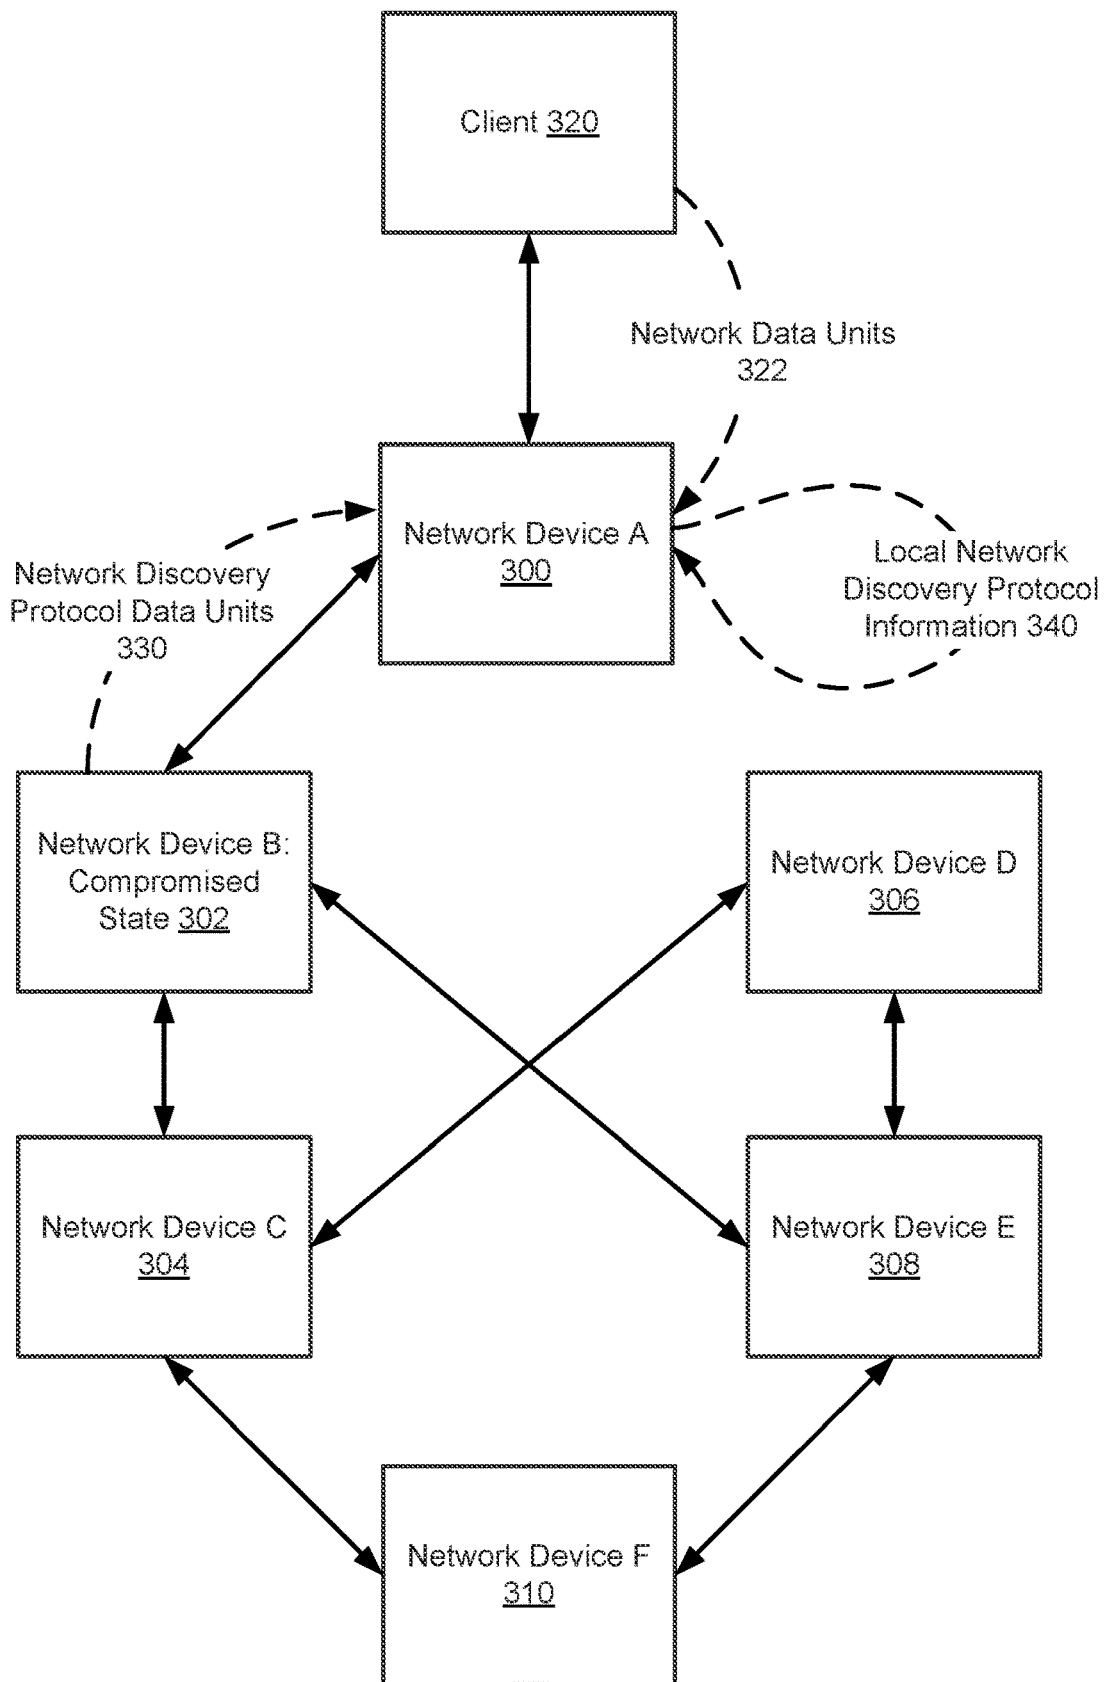 Client 320
Network Data Units
322
Network Device A
300
Local Network
Discovery Protocol
Information 340
Network Discovery
Protocol Data Units
330
Network Device B:
Compromised
State 302
Network Device D
306
Network Device C
304
Network Device E
308
Network Device F
310